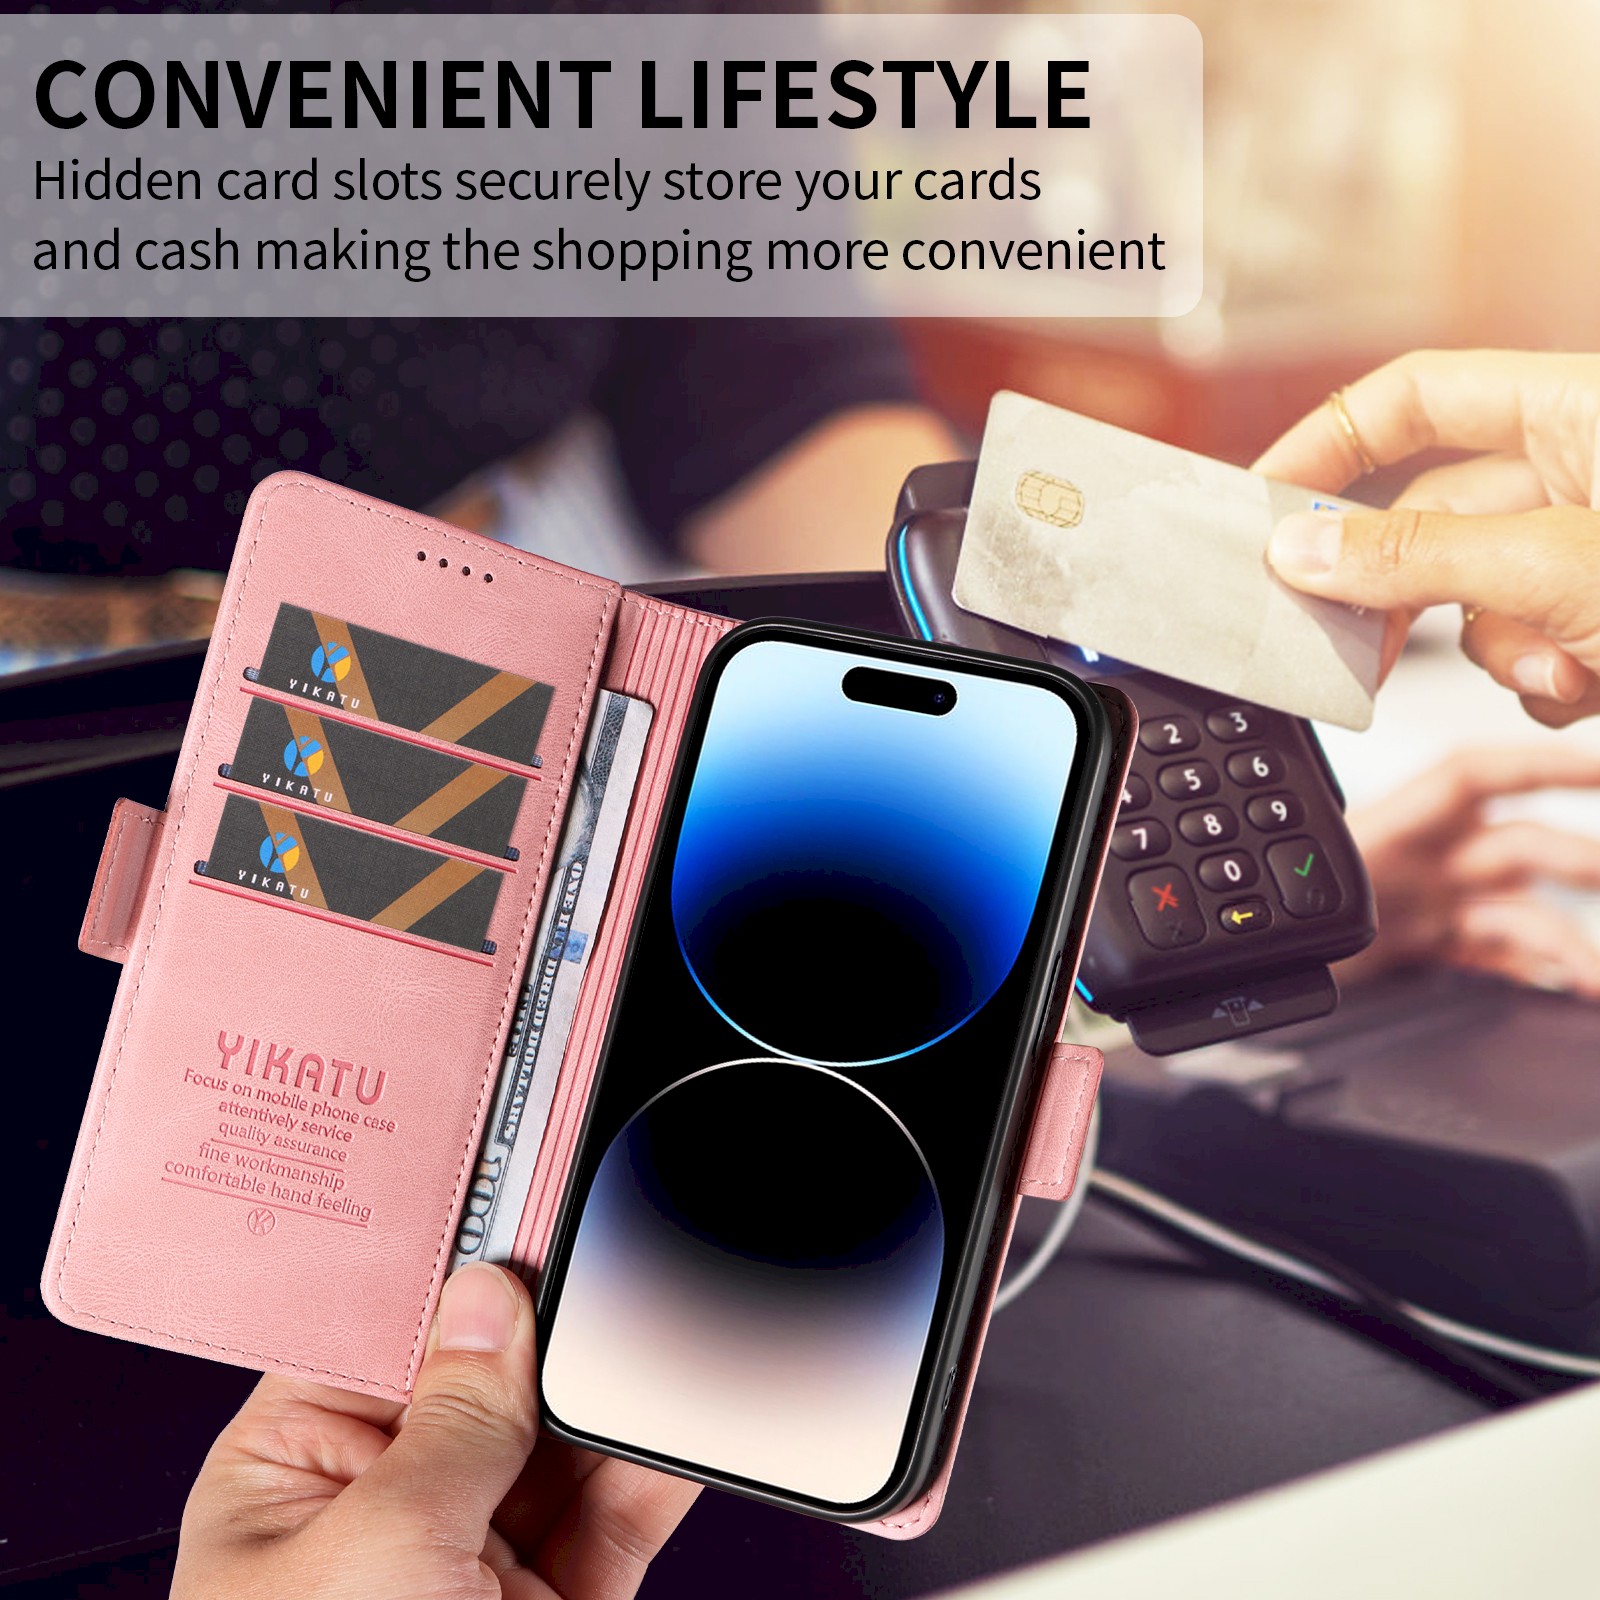 CONVENIENT LIFESTYLE
Hidden card slots securely store your cards
and cash making the shopping more convenient
YIKATU
YIKATU
YIKATU
YIKATU
Focus on mobile phone case
attentively service
quality assurance
fine workmanship
comfortable hand feeling
2 3
4 5 6
7 8 9
0